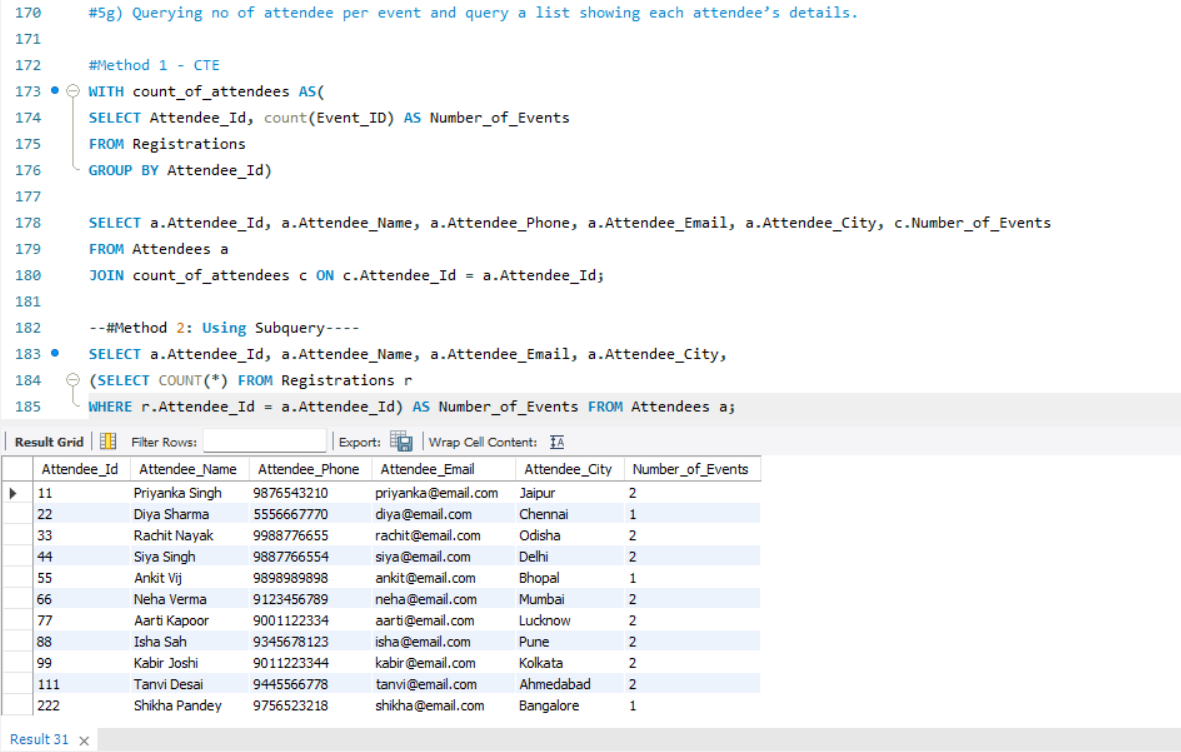 170 #5g) Querying no of attendee per event and query a list showing each attendee’s details.
171
172 #Method 1 - CTE
173 WITH count_of_attendees AS(
174 SELECT Attendee_Id, count(Event_ID) AS Number_of_Events
175 FROM Registrations
176 GROUP BY Attendee_Id)
177
178 SELECT a.Attendee_Id, a.Attendee_Name, a.Attendee_Phone, a.Attendee_Email, a.Attendee_City, c.Number_of_Events
179 FROM Attendees a
180 JOIN count_of_attendees c ON c.Attendee_Id = a.Attendee_Id;
181
182 --#Method 2: Using Subquery----
183 SELECT a.Attendee_Id, a.Attendee_Name, a.Attendee_Email, a.Attendee_City,
184 (SELECT COUNT(*) FROM Registrations r
185 WHERE r.Attendee_Id = a.Attendee_Id) AS Number_of_Events FROM Attendees a;
Result Grid Filter Rows: Export: Wrap Cell Content: IA
Attendee_Id Attendee_Name Attendee_Phone Attendee_Email Attendee_City Number_of_Events
11 Priyanka Singh 9876543210 priyanka@email.com Jaipur 2
22 Diya Sharma 5556667770 diya@email.com Chennai 1
33 Rachit Nayak 9988776655 rachit@email.com Odisha 2
44 Siya Singh 9887766554 siya@email.com Delhi 2
55 Ankit Vij 9898989898 ankit@email.com Bhopal 1
66 Neha Verma 9123456789 neha@email.com Mumbai 2
77 Aarti Kapoor 9001122334 aarti@email.com Lucknow 2
88 Isha Sah 9345678123 isha@email.com Pune 2
99 Kabir Joshi 9011223344 kabir@email.com Kolkata 2
111 Tanvi Desai 9445566778 tanvi@email.com Ahmedabad 2
222 Shikha Pandey 9756523218 shikha@email.com Bangalore 1
Result 31